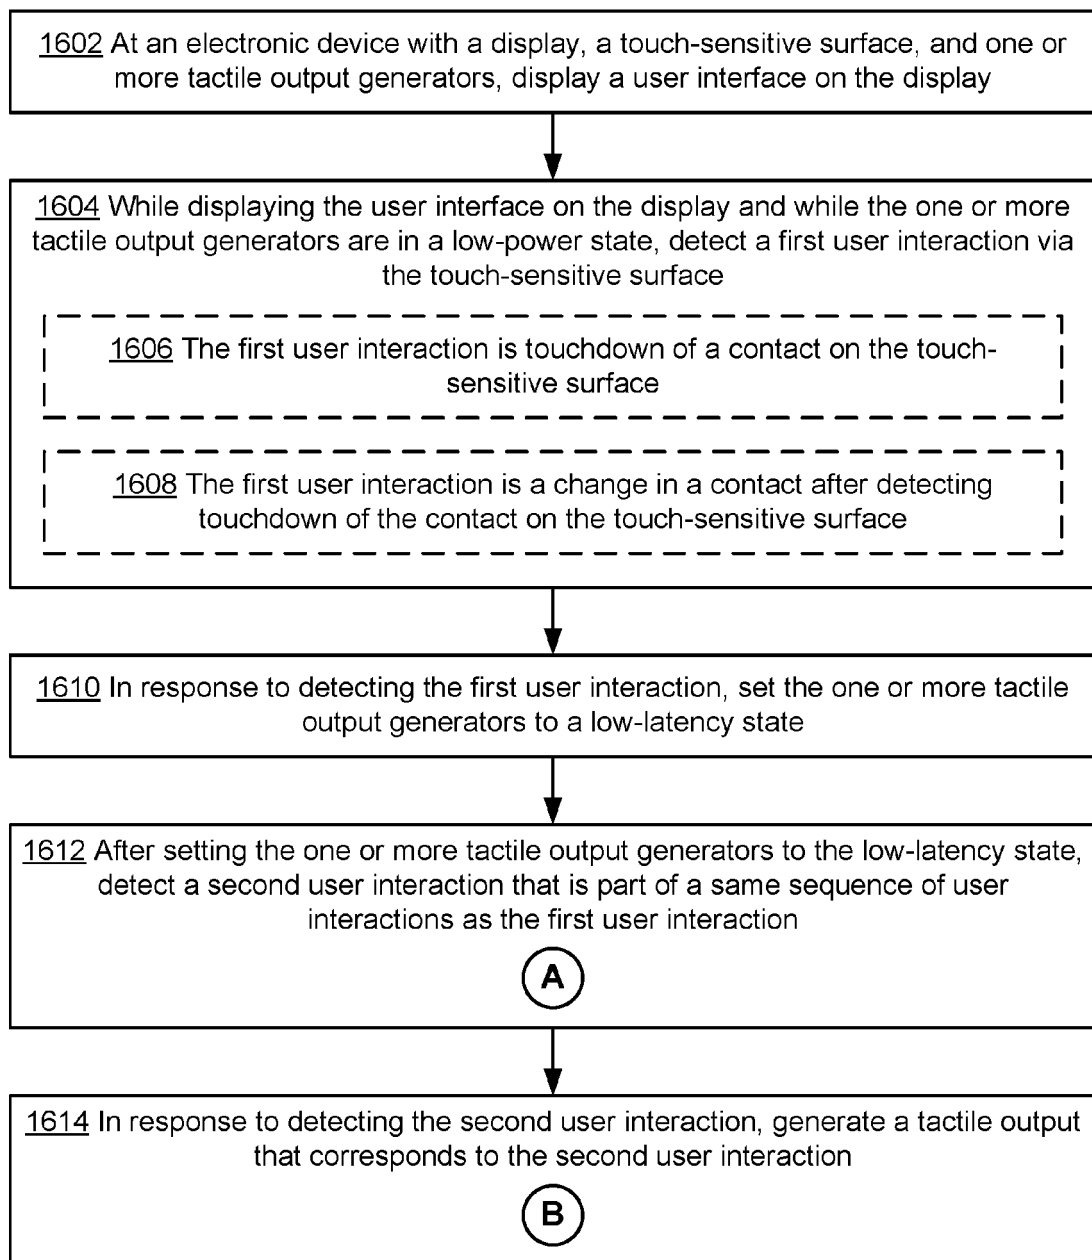 1602 At an electronic device with a display, a touch-sensitive surface, and one or
more tactile output generators, display a user interface on the display
1604 While displaying the user interface on the display and while the one or more
tactile output generators are in a low-power state, detect a first user interaction via
the touch-sensitive surface
1606 The first user interaction is touchdown of a contact on the touch-
sensitive surface
1608 The first user interaction is a change in a contact after detecting
touchdown of the contact on the touch-sensitive surface
1610 In response to detecting the first user interaction, set the one or more tactile
output generators to a low-latency state
1612 After setting the one or more tactile output generators to the low-latency state,
detect a second user interaction that is part of a same sequence of user
interactions as the first user interaction
A
1614 In response to detecting the second user interaction, generate a tactile output
that corresponds to the second user interaction
B